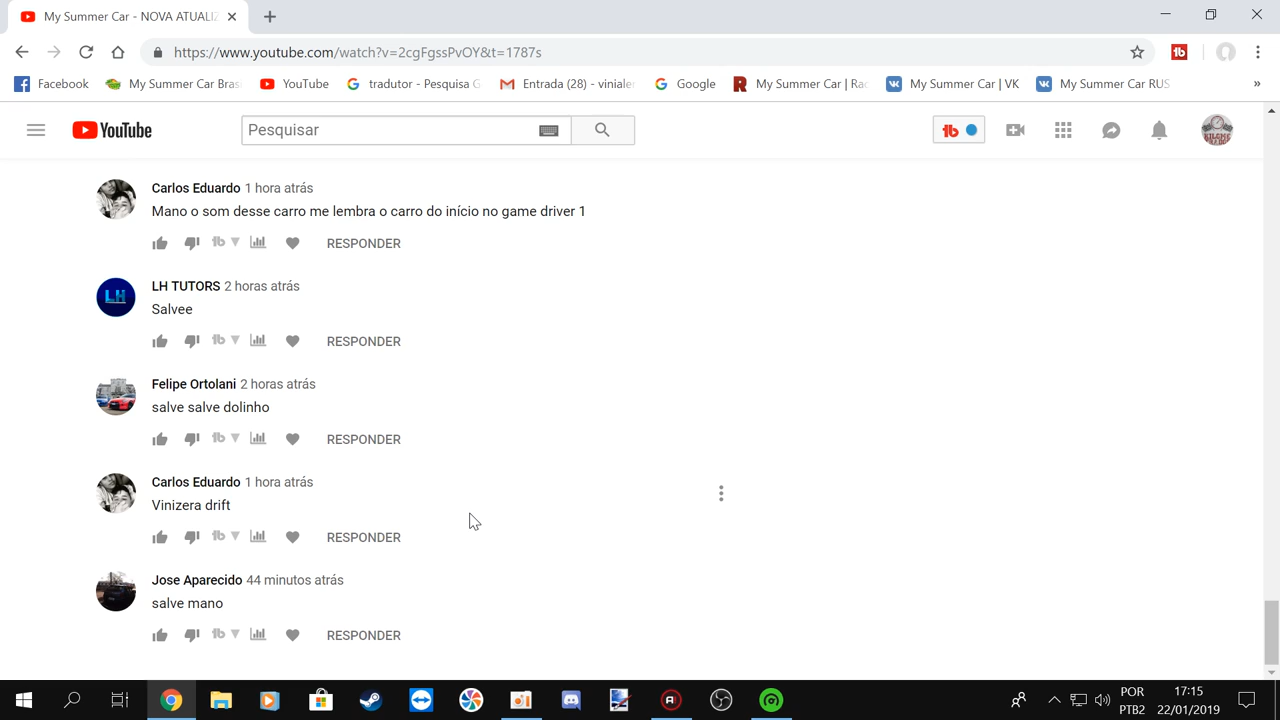 My Summer Car - NOVA ATUALIZ
https://www.youtube.com/watch?v=2cgFgssPvOY&t=1787s
Facebook My Summer Car Bras YouTube tradutor - Pesquisa G Entrada (28) - vinialer Google My Summer Car | Rac My Summer Car | VK My Summer Car RUS
YouTube Pesquisar
Carlos Eduardo 1 hora atrás
Mano o som desse carro me lembra o carro do início no game driver 1
RESPONDER
LH TUTORS 2 horas atrás
LH
Salvee
RESPONDER
Felipe Ortolani 2 horas atrás
salve salve dolinho
RESPONDER
Carlos Eduardo 1 hora atrás
Vinizera drift
RESPONDER
Jose Aparecido 44 minutos atrás
salve mano
RESPONDER
POR 17:15
PTB2 22/01/2019